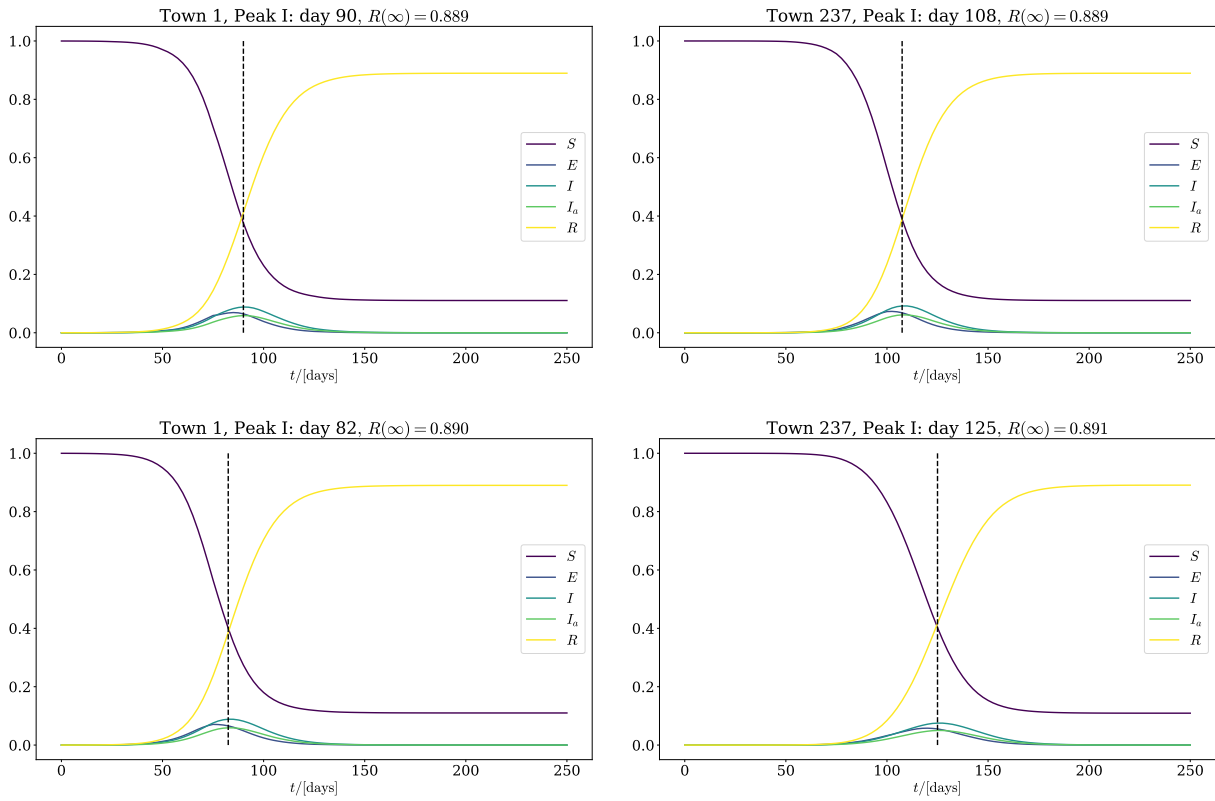 Town 1, Peak I: day 90, R(∞) = 0.889
1.0
0.8
0.6
0.4
0.2
0.0
S
E
I
I_a
R
0 50 100 150 200 250
t/[days]
Town 237, Peak I: day 108, R(∞) = 0.889
1.0
0.8
0.6
0.4
0.2
0.0
S
E
I
I_a
R
0 50 100 150 200 250
t/[days]
Town 1, Peak I: day 82, R(∞) = 0.890
1.0
0.8
0.6
0.4
0.2
0.0
S
E
I
I_a
R
0 50 100 150 200 250
t/[days]
Town 237, Peak I: day 125, R(∞) = 0.891
1.0
0.8
0.6
0.4
0.2
0.0
S
E
I
I_a
R
0 50 100 150 200 250
t/[days]